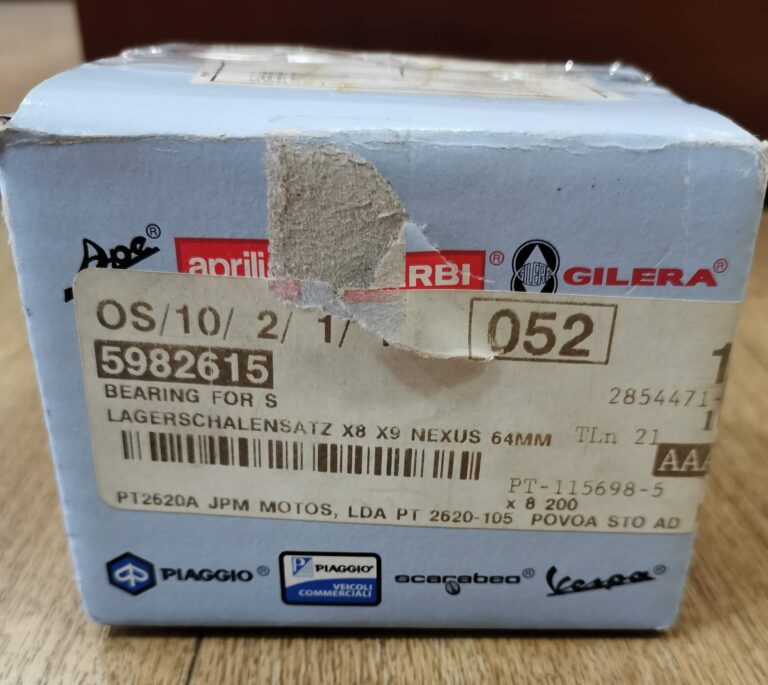 Ape®
aprili RBI® GILERA GILERA®
OS/10/ 2/ 1/ 052
5982615
BEARING FOR S 2854471-
LAGERSCHALENSATZ X8 X9 NEXUS 64MM TLn 21
AAA
PT-115698-5
x 8 200
PT2620A JPM MOTOS, LDA PT 2620-105 POVOA STO AD
PIAGGIO® P PIAGGIO® scarabeo® Vespa®
VEICOLI
COMMERCIALI